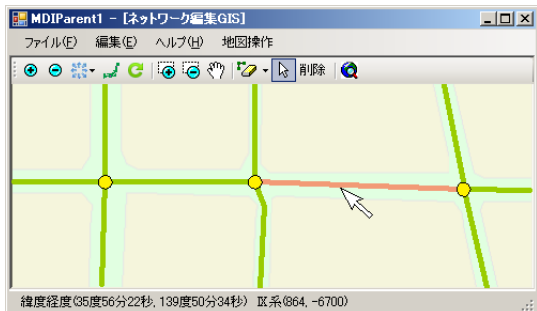 MDIParent1 - [ネットワーク編集GIS]
ファイル(F) 編集(E) ヘルプ(H) 地図操作
削除
緯度経度(35度56分22秒, 139度50分34秒) IX系(864, -6700)